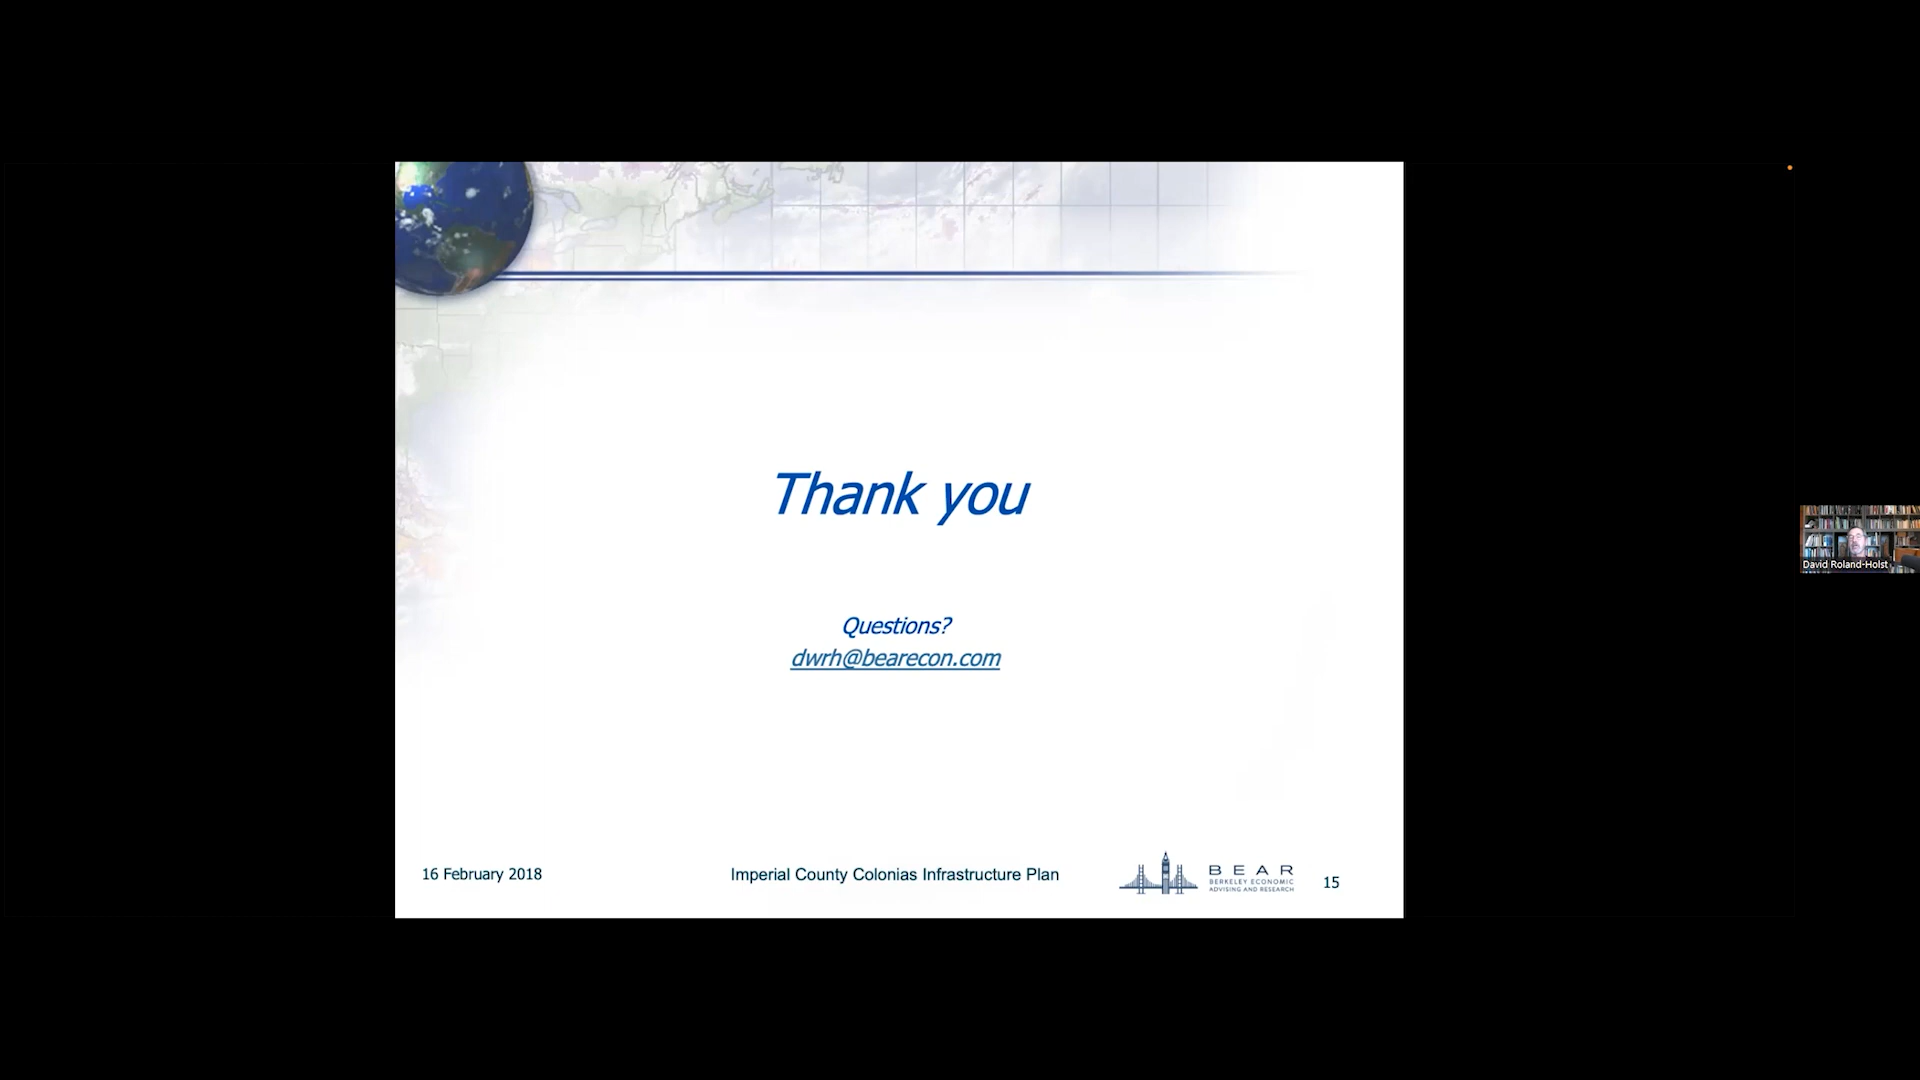 Thank you
Questions?
dwrh@bearecon.com
16 February 2018
Imperial County Colonias Infrastructure Plan
BEAR
BERKELEY ECONOMIC
ADVISING AND RESEARCH
15
David Roland-Holst